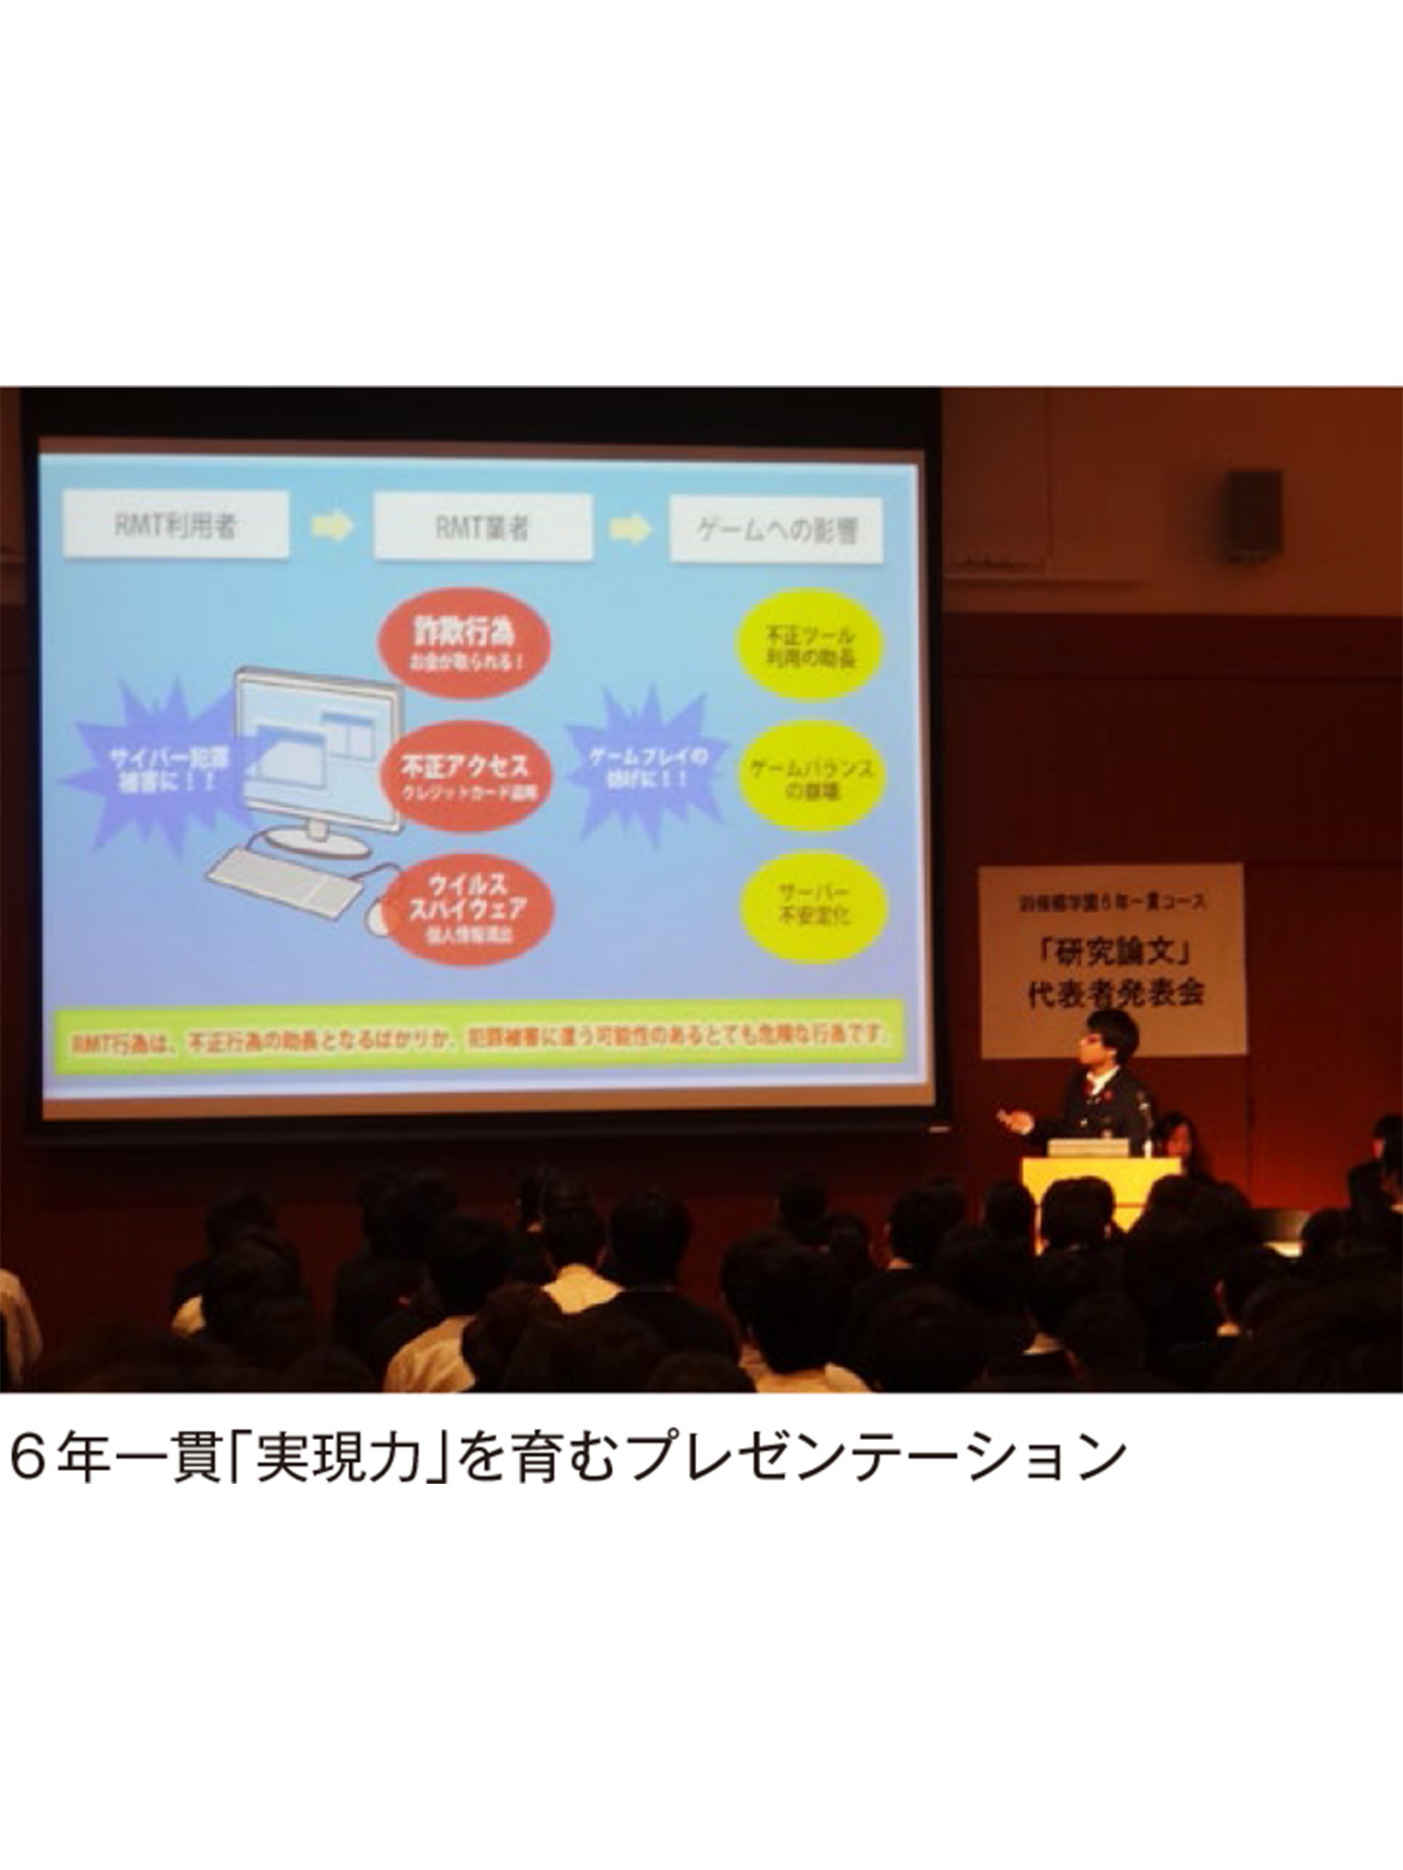 RMT利用者
RMT業者
ゲームへの影響
サイバー犯罪
被害に！！
詐欺行為
お金が取られる！
不正アクセス
クレジットカード盗用
ウイルス
スパイウェア
個人情報流出
ゲームプレイの
妨げに！！
不正ツール
利用の助長
ゲームバランス
の崩壊
サーバー
不安定化
RMT行為は、不正行為の助長となるばかりか、犯罪被害に遭う可能性のあるとても危険な行為です。
学園6年一貫コース
「研究論文」
代表者発表会
6年一貫「実現力」を育むプレゼンテーション